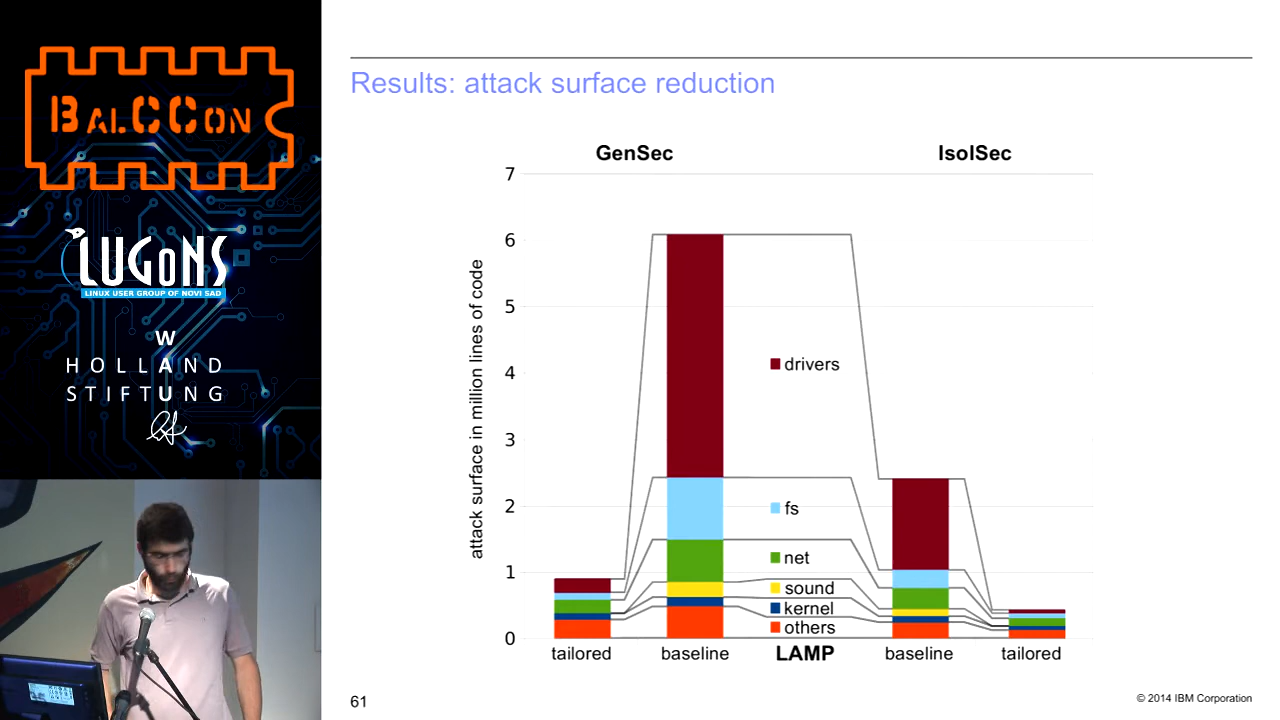 BALCCON
LUGoNS
LINUX USER GROUP OF NOVI SAD
W
HOLLAND
STIFTUNG
Results: attack surface reduction
GenSec
IsolSec
attack surface in million lines of code
7
6
5
4
3
2
1
0
drivers
fs
net
sound
kernel
others
tailored
baseline
LAMP
baseline
tailored
61
© 2014 IBM Corporation